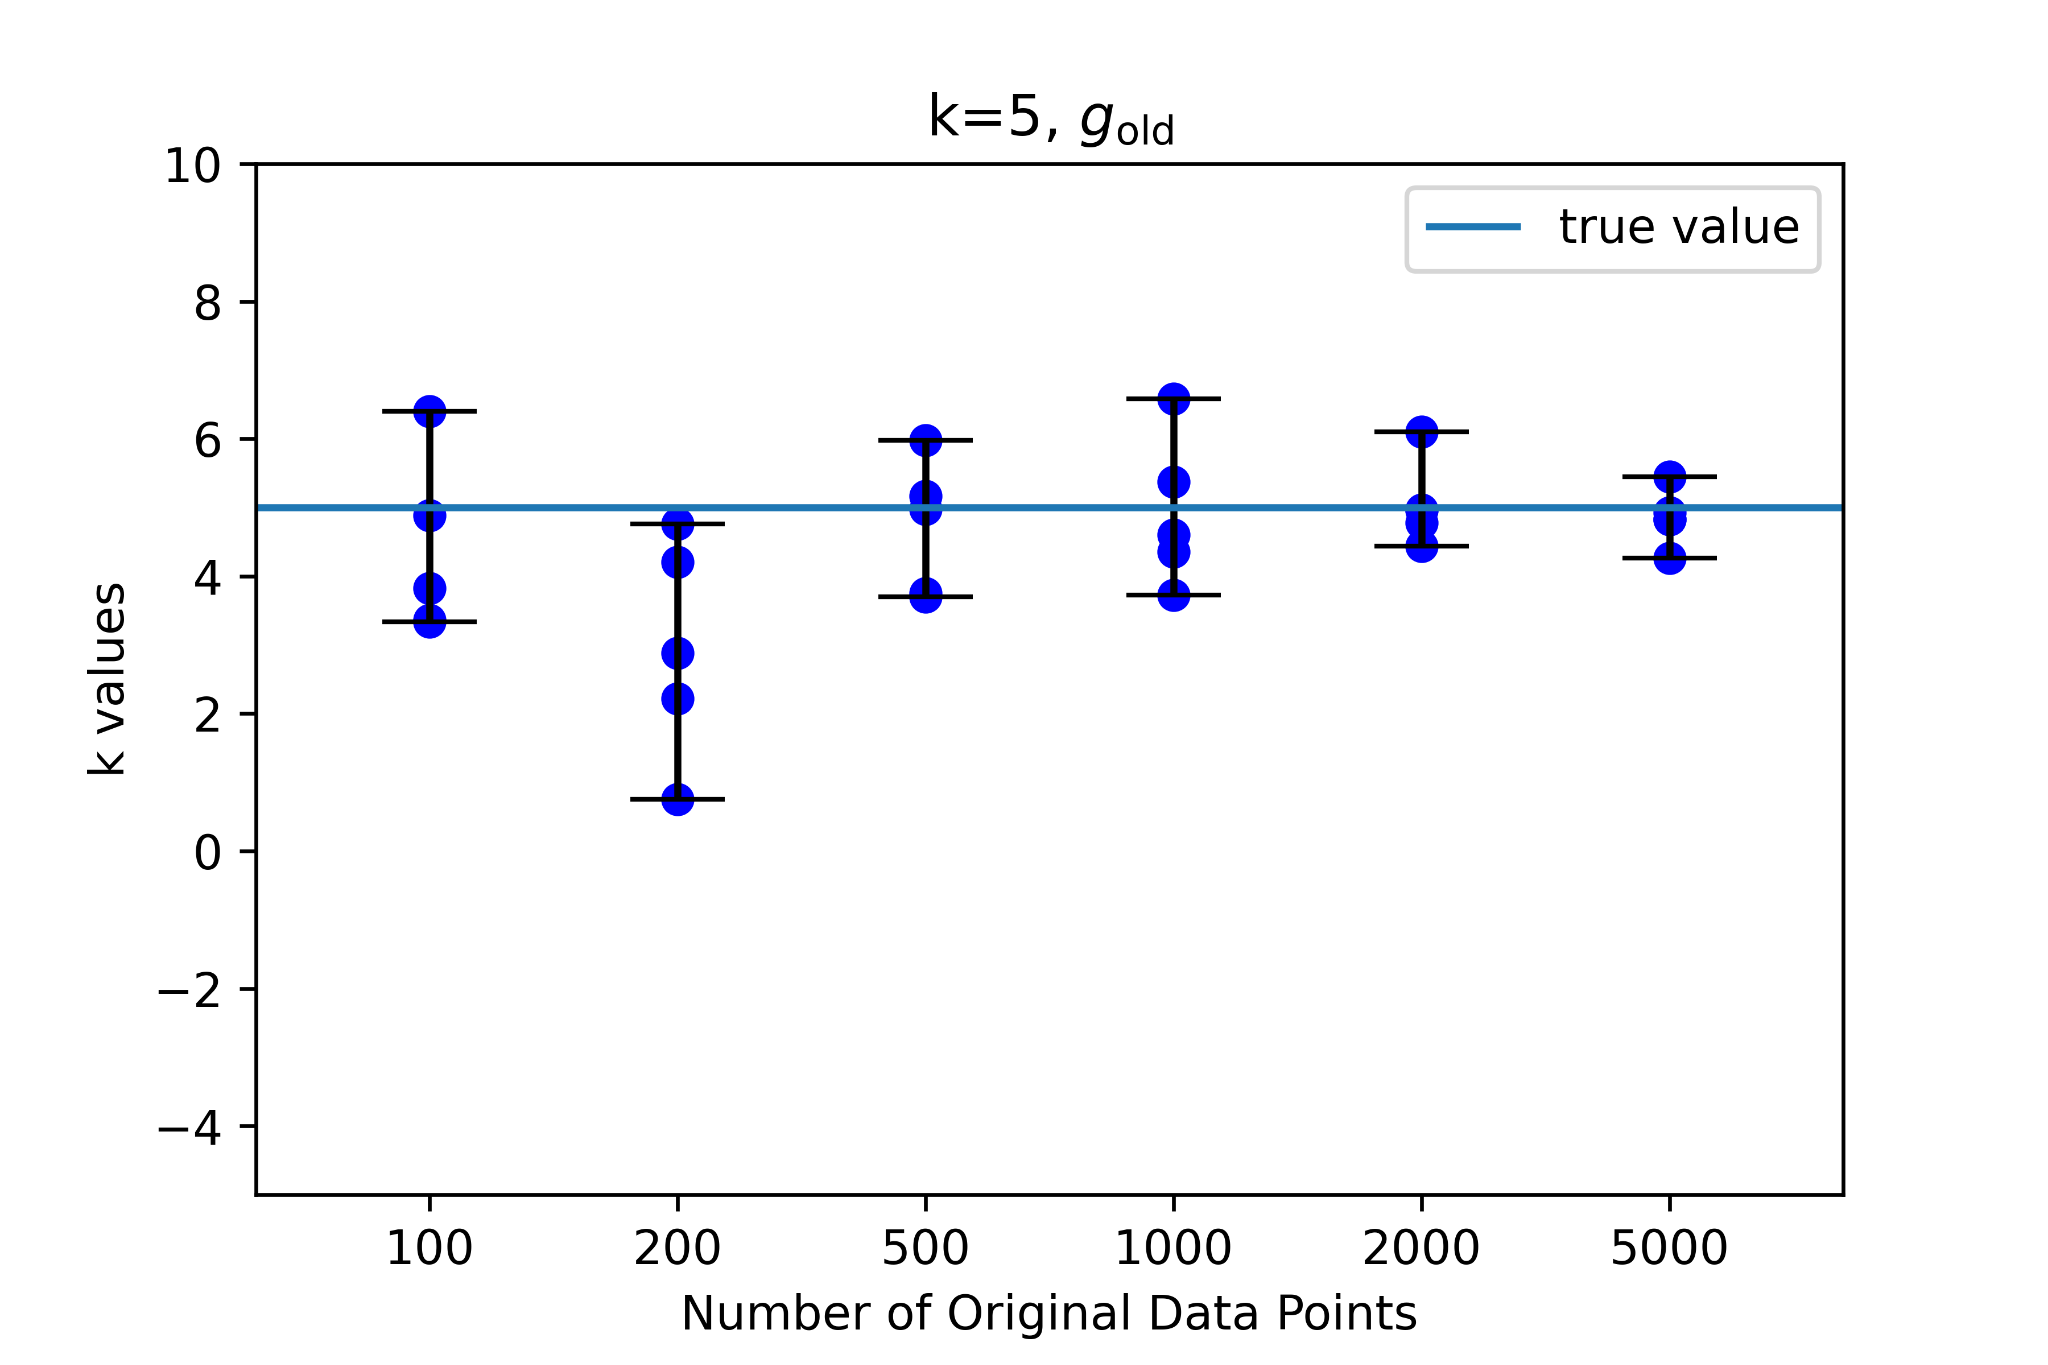 k=5, g_old
10
8
6
4
2
0
−2
−4
k values
true value
100 200 500 1000 2000 5000
Number of Original Data Points